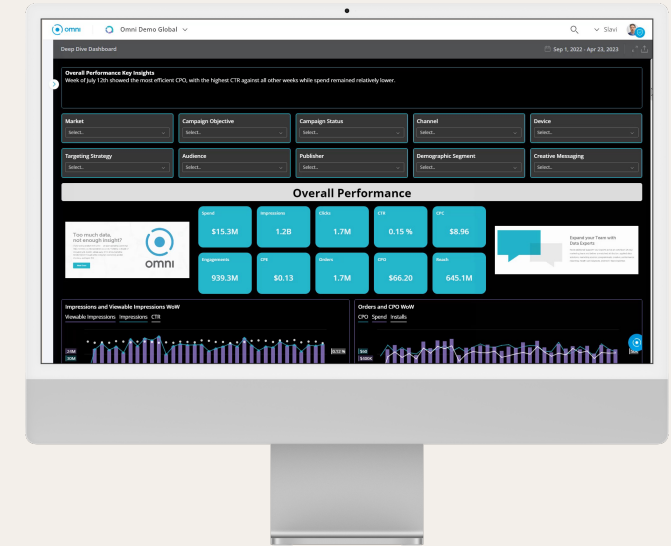 omni
Omni Demo Global
Slavi
Deep Dive Dashboard
Sep 1, 2022 - Apr 23, 2023
Overall Performance Key Insights
Week of July 12th showed the most efficient CPO, with the highest CTR against all other weeks while spend remained relatively lower.
Market Campaign Objective Campaign Status Channel Device
Select.. Select.. Select.. Select.. Select..
Targeting Strategy Audience Publisher Demographic Segment Creative Messaging
Select.. Select.. Select.. Select.. Select..
Overall Performance
Spend Impressions Clicks CTR CPC
$15.3M 1.2B 1.7M 0.15 % $8.96
Too much data,
not enough insight?
omni
Expand your Team with
Data Experts
Engagements CPE Orders CPO Reach
939.3M $0.13 1.7M $66.20 645.1M
Impressions and Viewable Impressions WoW
Viewable Impressions Impressions CTR
Orders and CPO WoW
CPO Spend Installs
0.12 %
30M
$60
$300K